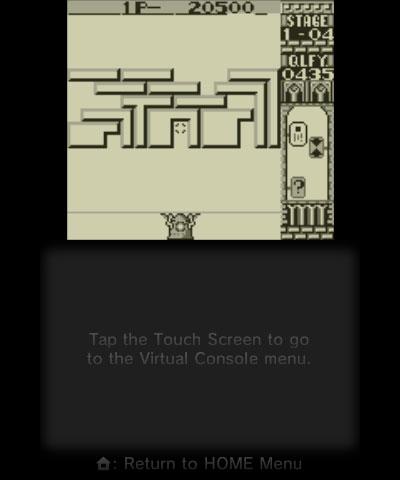 1P— 20500
STAGE
1-04
QLFY
0435
?
Tap the Touch Screen to go
to the Virtual Console menu.
: Return to HOME Menu